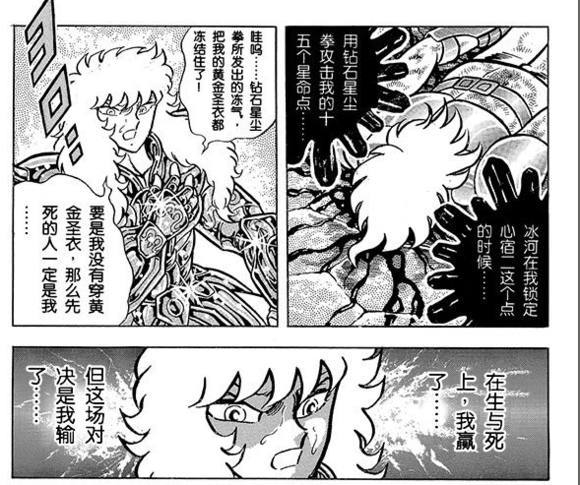 冰河在我锁定
心宿二这个点
的时候……
用钻石星尘
拳攻击我的十
五个星命点……
哇呜……钻石星尘
拳所发出的冻气，
把我的黄金圣衣都
冻结住了！
ヨロ…
要是我没有穿黄
金圣衣，那么先
死的人一定是我
……
在生与死
上，我赢
了……
但这场对
决是我输
了……